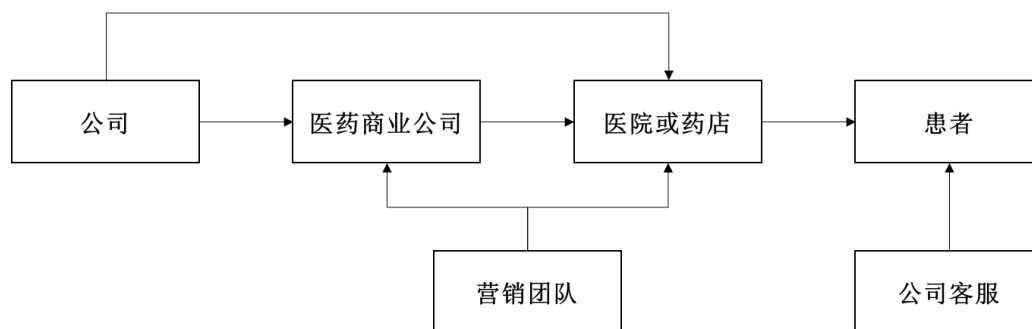 公司
医药商业公司
医院或药店
患者
营销团队
公司客服